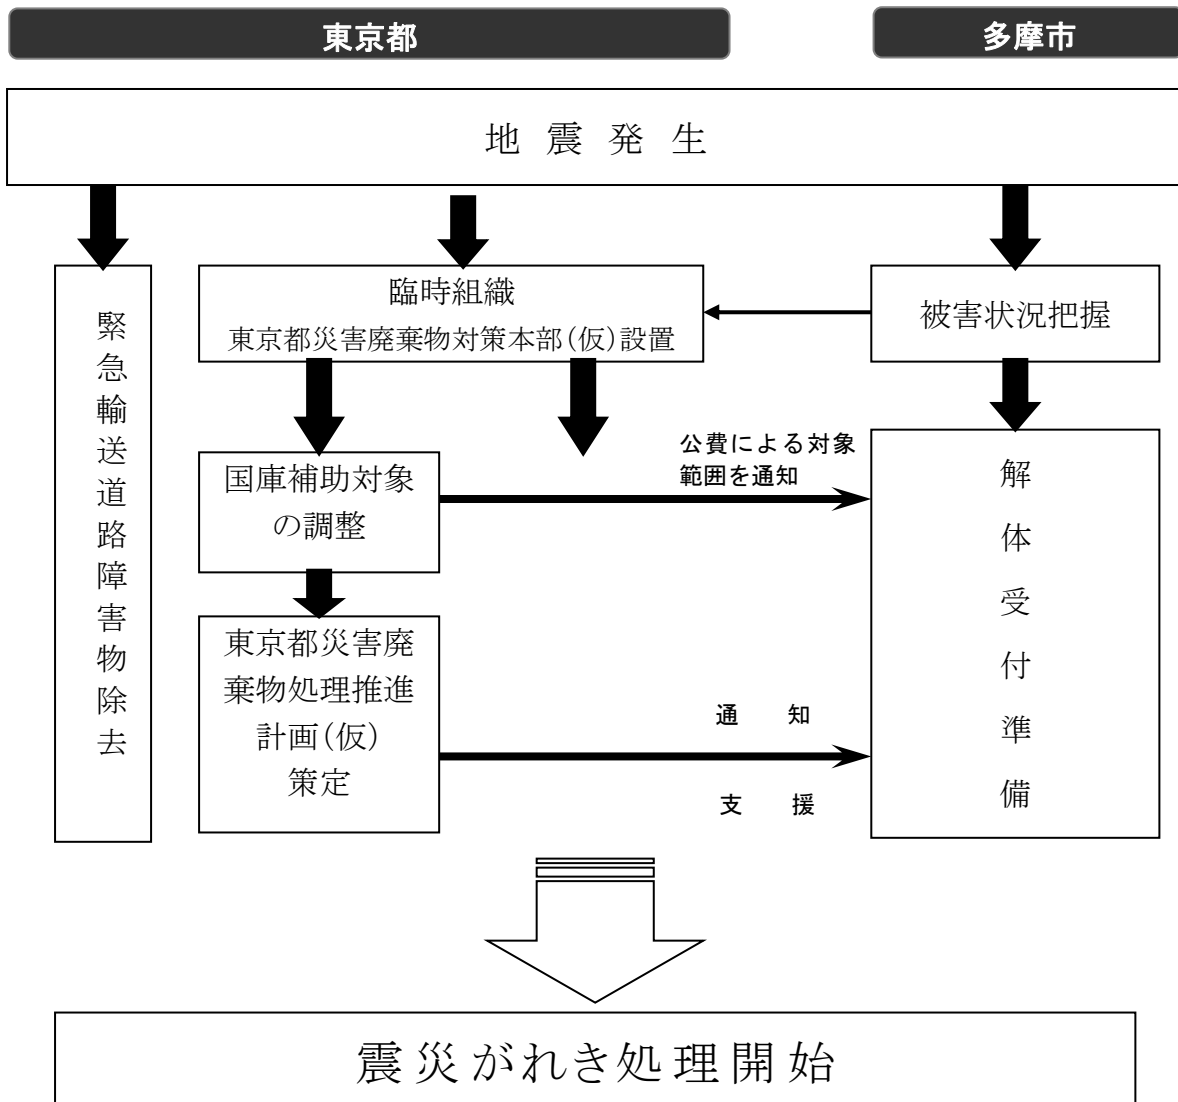 東京都
多摩市
地震発生
緊急輸送道路障害物除去
臨時組織
東京都災害廃棄物対策本部(仮)設置
被害状況把握
国庫補助対象
の調整
公費による対象
範囲を通知
解体受付準備
東京都災害廃
棄物処理推進
計画(仮)
策定
通知
支援
震災がれき処理開始